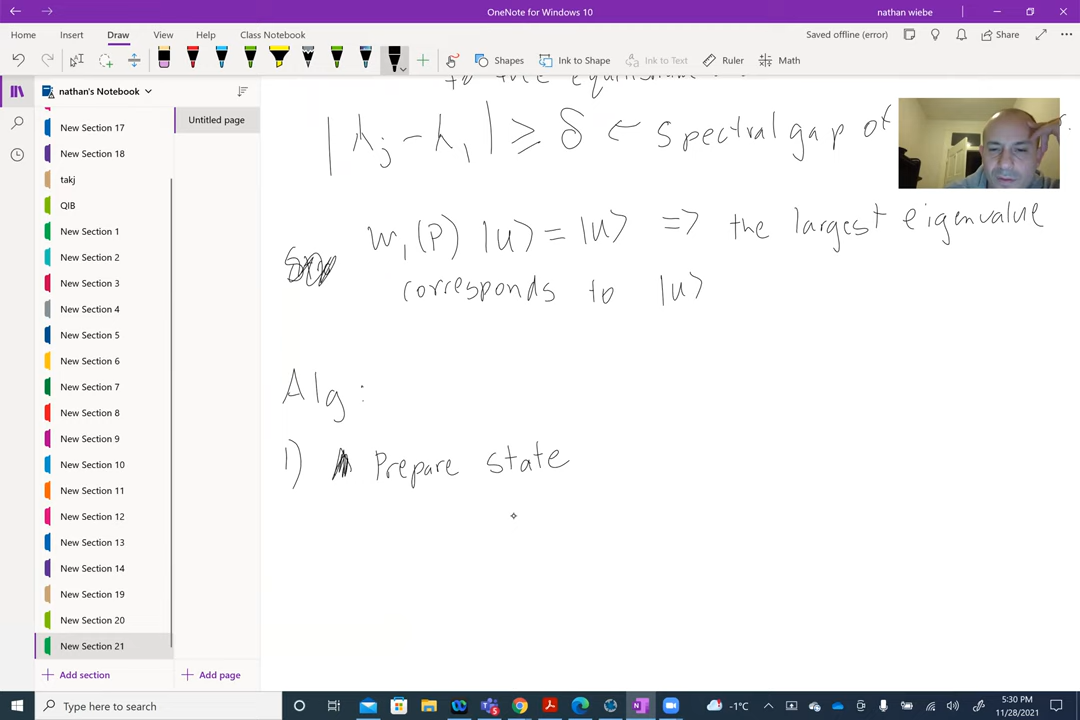 OneNote for Windows 10
nathan wiebe
Home Insert Draw View Help Class Notebook
Saved offline (error)
Share
Shapes
Ink to Shape
Ink to Text
Ruler
Math
nathan's Notebook
Untitled page
New Section 17
New Section 18
takj
QIB
New Section 1
New Section 2
New Section 3
New Section 4
New Section 5
New Section 6
New Section 7
New Section 8
New Section 9
New Section 10
New Section 11
New Section 12
New Section 13
New Section 14
New Section 19
New Section 20
New Section 21
Add section
Add page
to the
|λj - λ1| ≥ δ ← spectral gap of
w1(P) |u> = |u> => the largest eigenvalue
corresponds to |u>
Alg:
1) Prepare state
Type here to search
-1°C
5:30 PM
11/28/2021